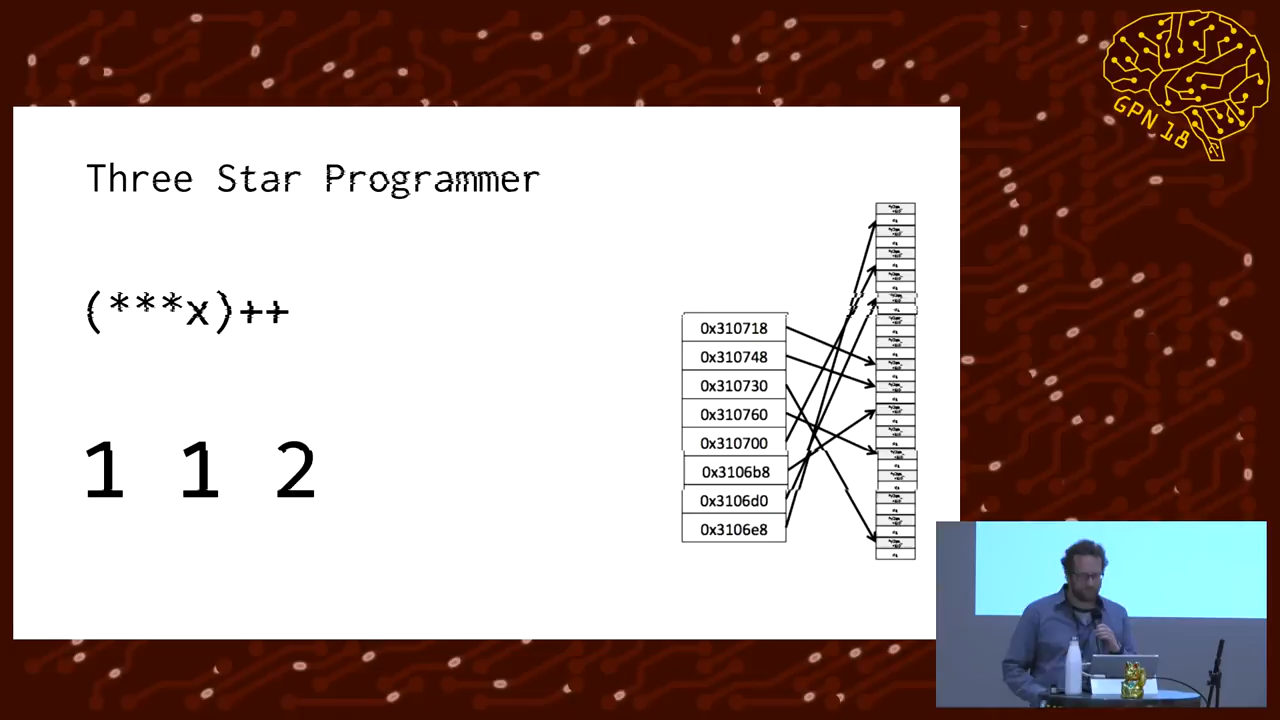 GPN 18
Three Star Programmer
(***x)++
1 1 2
0x310718
0x310748
0x310730
0x310760
0x310700
0x3106b8
0x3106d0
0x3106e8